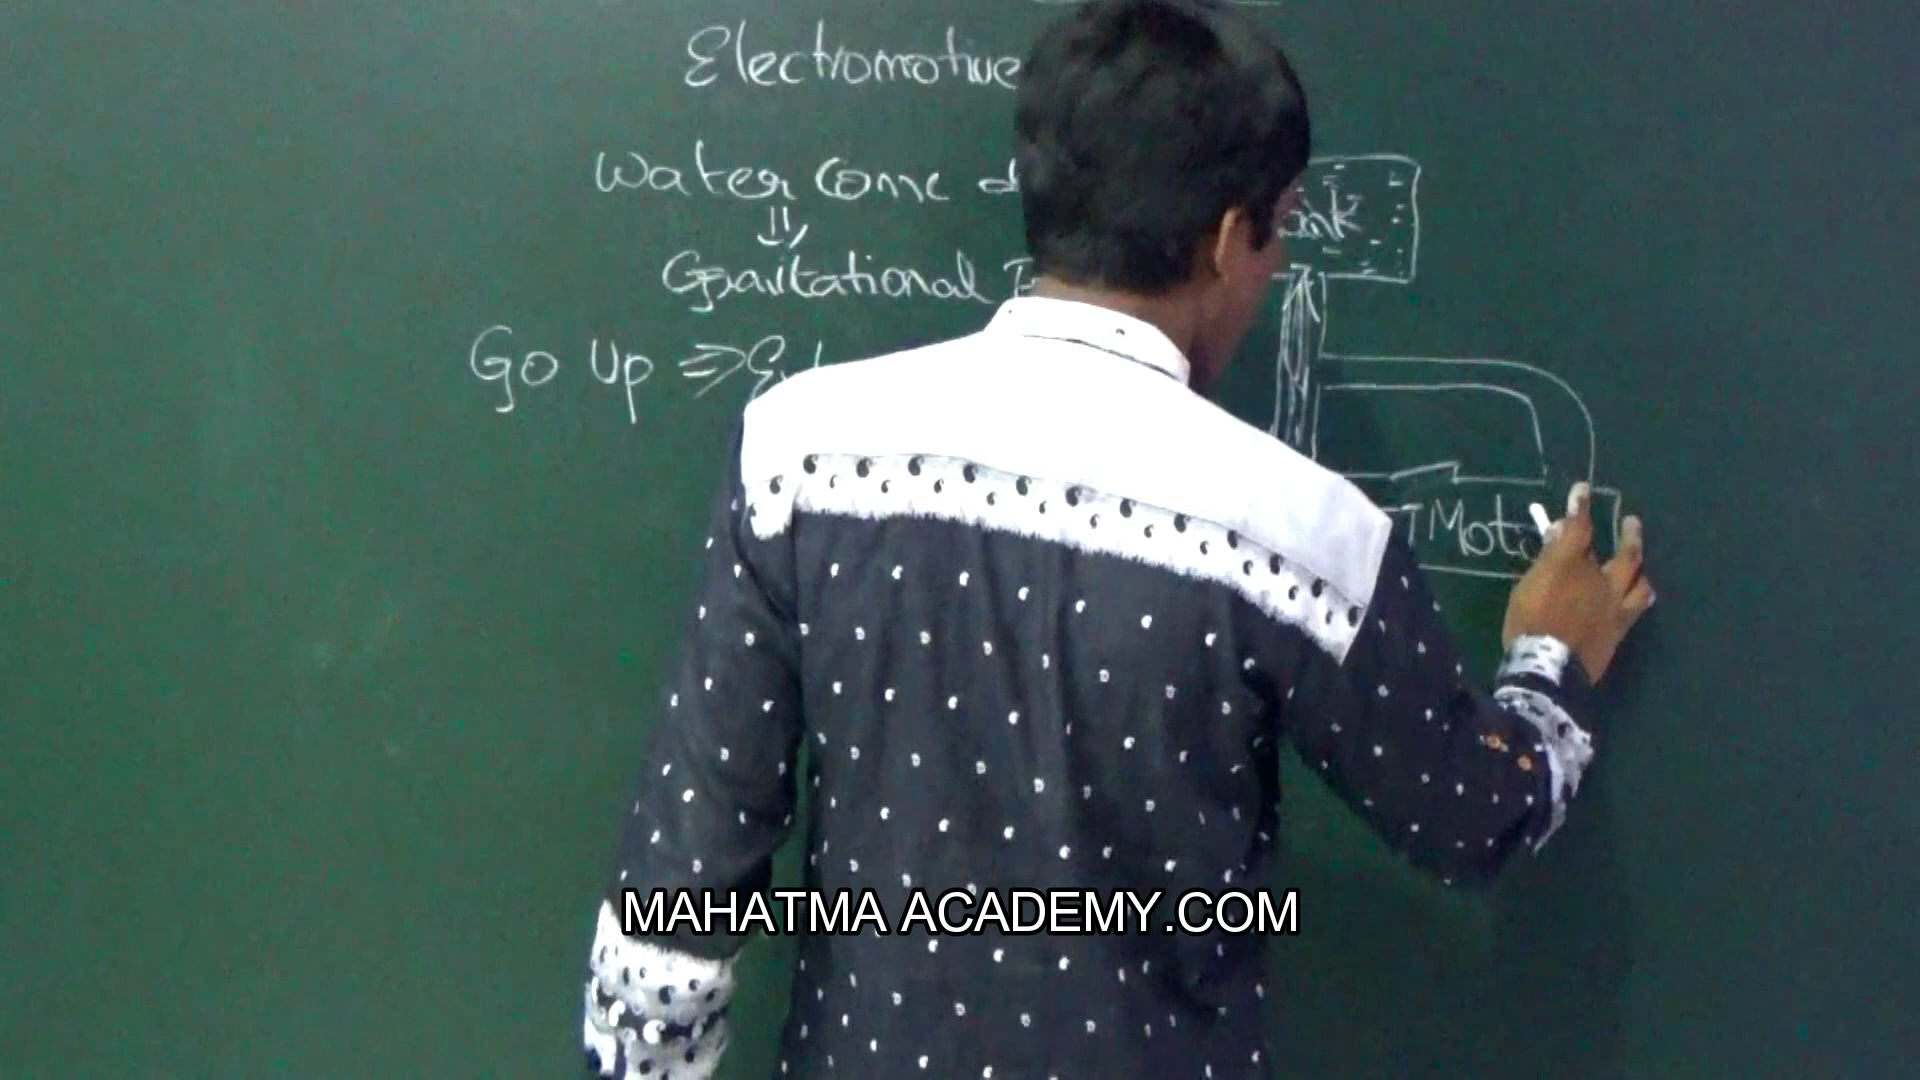 Electromotive
Water Come
Tank
Gravitational
Go Up ⇒
Motor
MAHATMA ACADEMY.COM